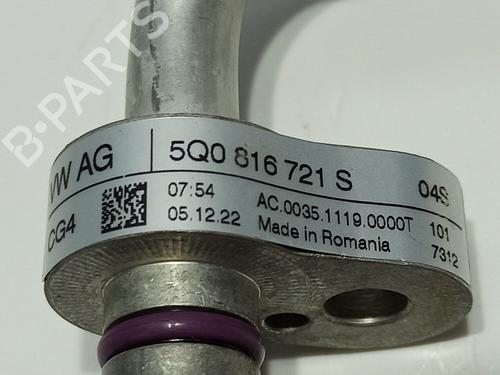 B-PARTS
VW AG
5Q0 816 721 S
04S
CG4
07:54
05.12.22
AC.0035.1119.0000T
Made in Romania
101
7312